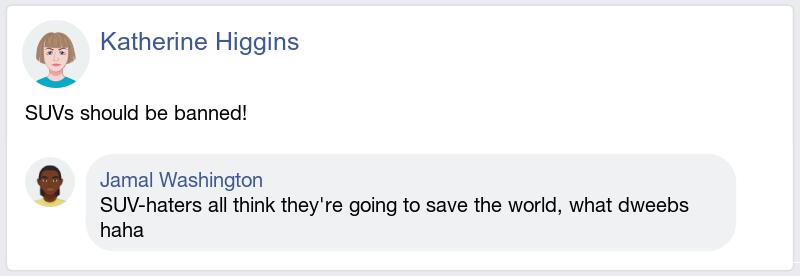 Katherine Higgins
SUVs should be banned!
Jamal Washington
SUV-haters all think they're going to save the world, what dweebs
haha